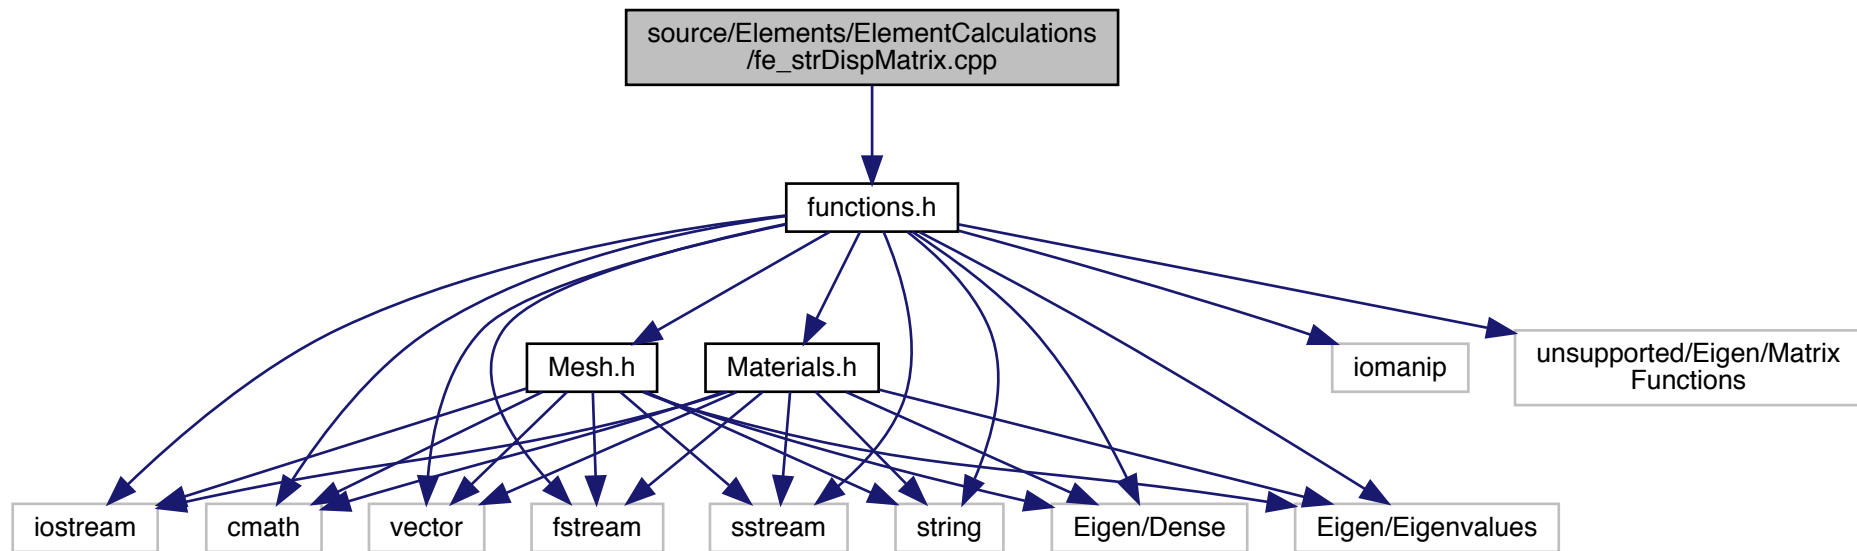 source/Elements/ElementCalculations
/fe_strDispMatrix.cpp
functions.h
Mesh.h
Materials.h
iomanip
unsupported/Eigen/Matrix
Functions
iostream
cmath
vector
fstream
sstream
string
Eigen/Dense
Eigen/Eigenvalues